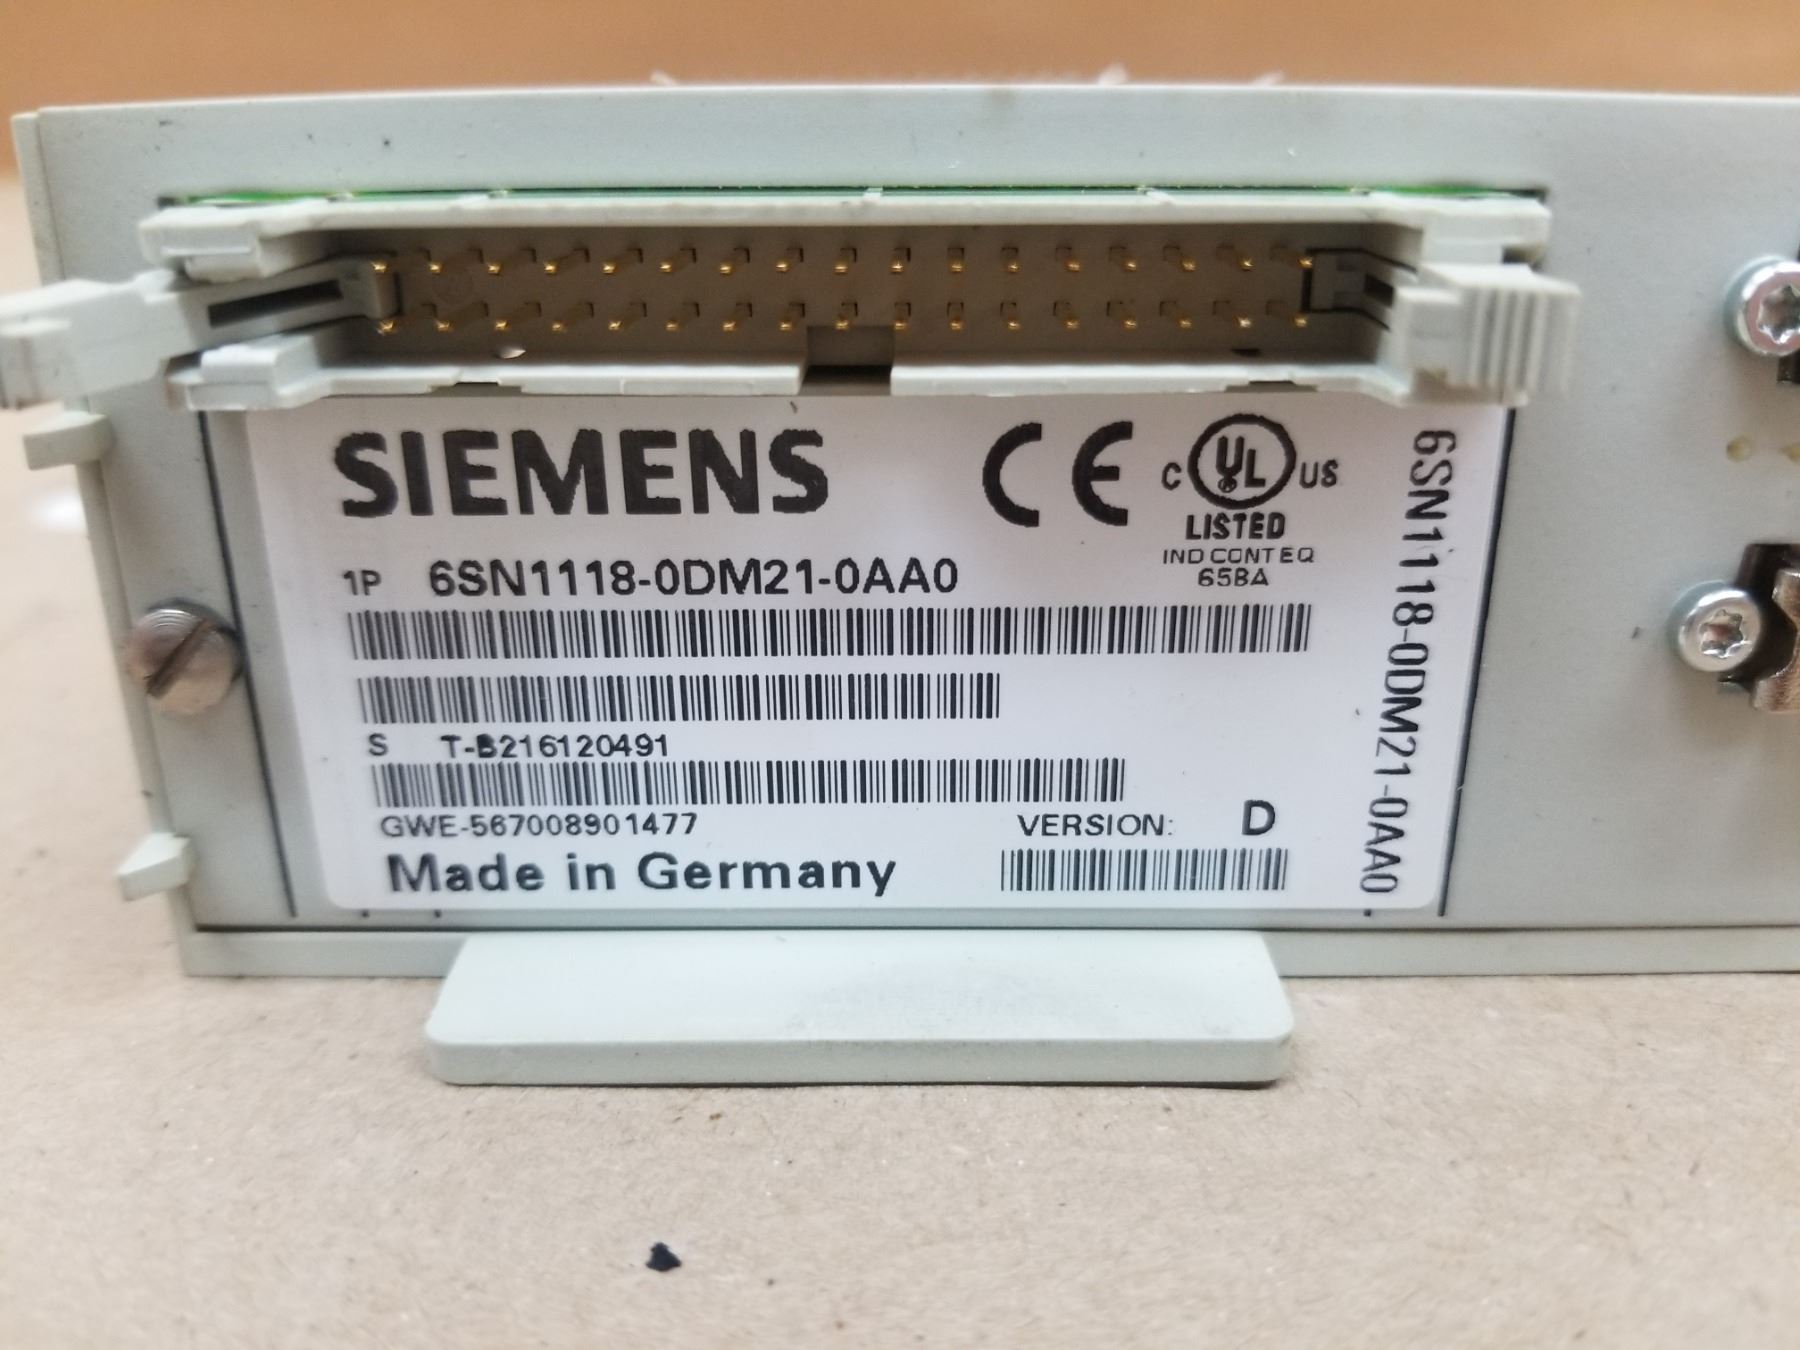 SIEMENS
CE
C UL US
LISTED
IND CONT EQ
65BA
1P 6SN1118-0DM21-0AA0
S T-B216120491
GWE-567008901477
VERSION: D
Made in Germany
6SN1118-0DM21-0AA0